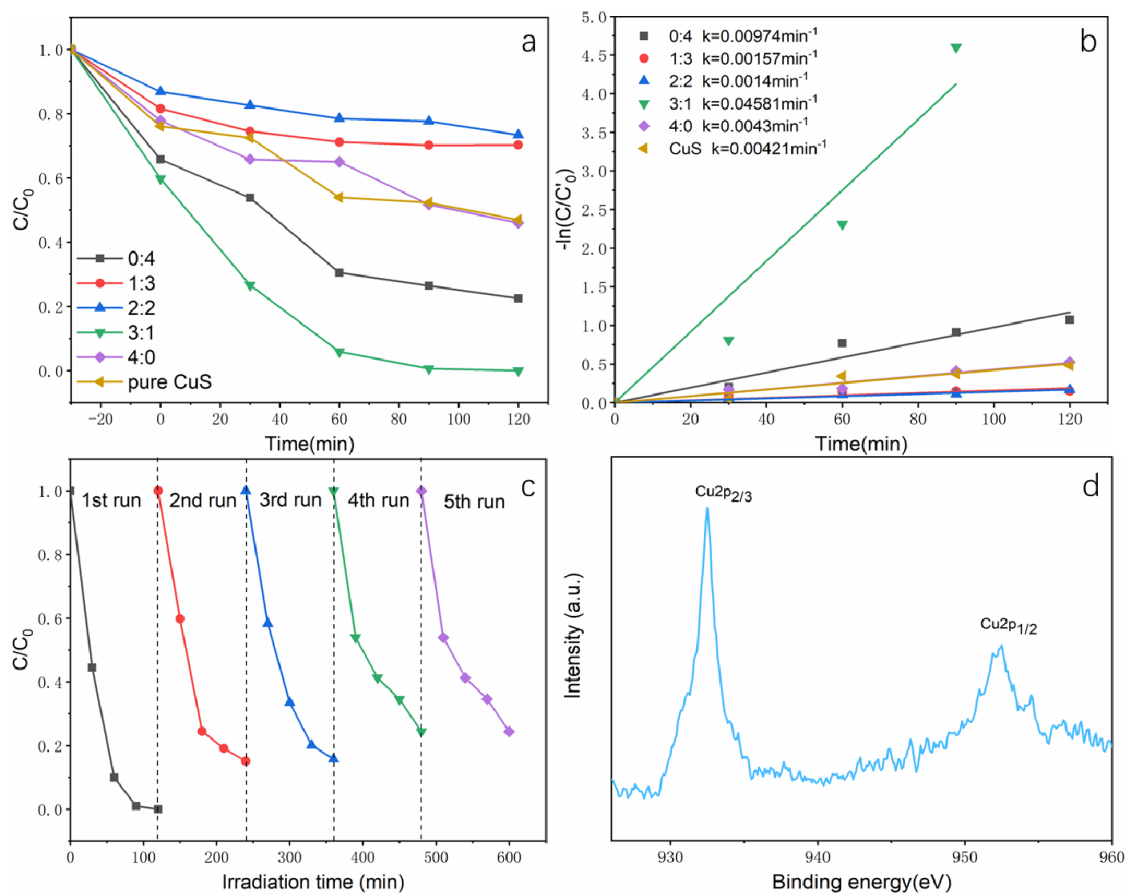 a
C/C0
1.0
0.8
0.6
0.4
0.2
0.0
0:4
1:3
2:2
3:1
4:0
pure CuS
−20 0 20 40 60 80 100 120
Time(min)
b
-ln(C/C'0)
5.0
4.5
4.0
3.5
3.0
2.5
2.0
1.5
1.0
0.5
0.0
0:4 k=0.00974min-1
1:3 k=0.00157min-1
2:2 k=0.0014min-1
3:1 k=0.04581min-1
4:0 k=0.0043min-1
CuS k=0.00421min-1
0 20 40 60 80 100 120
Time(min)
c
C/C0
1.0
0.8
0.6
0.4
0.2
0.0
1st run 2nd run 3rd run 4th run 5th run
0 100 200 300 400 500 600
Irradiation time (min)
d
Intensity (a.u.)
Cu2p2/3
Cu2p1/2
930 940 950 960
Binding energy(eV)